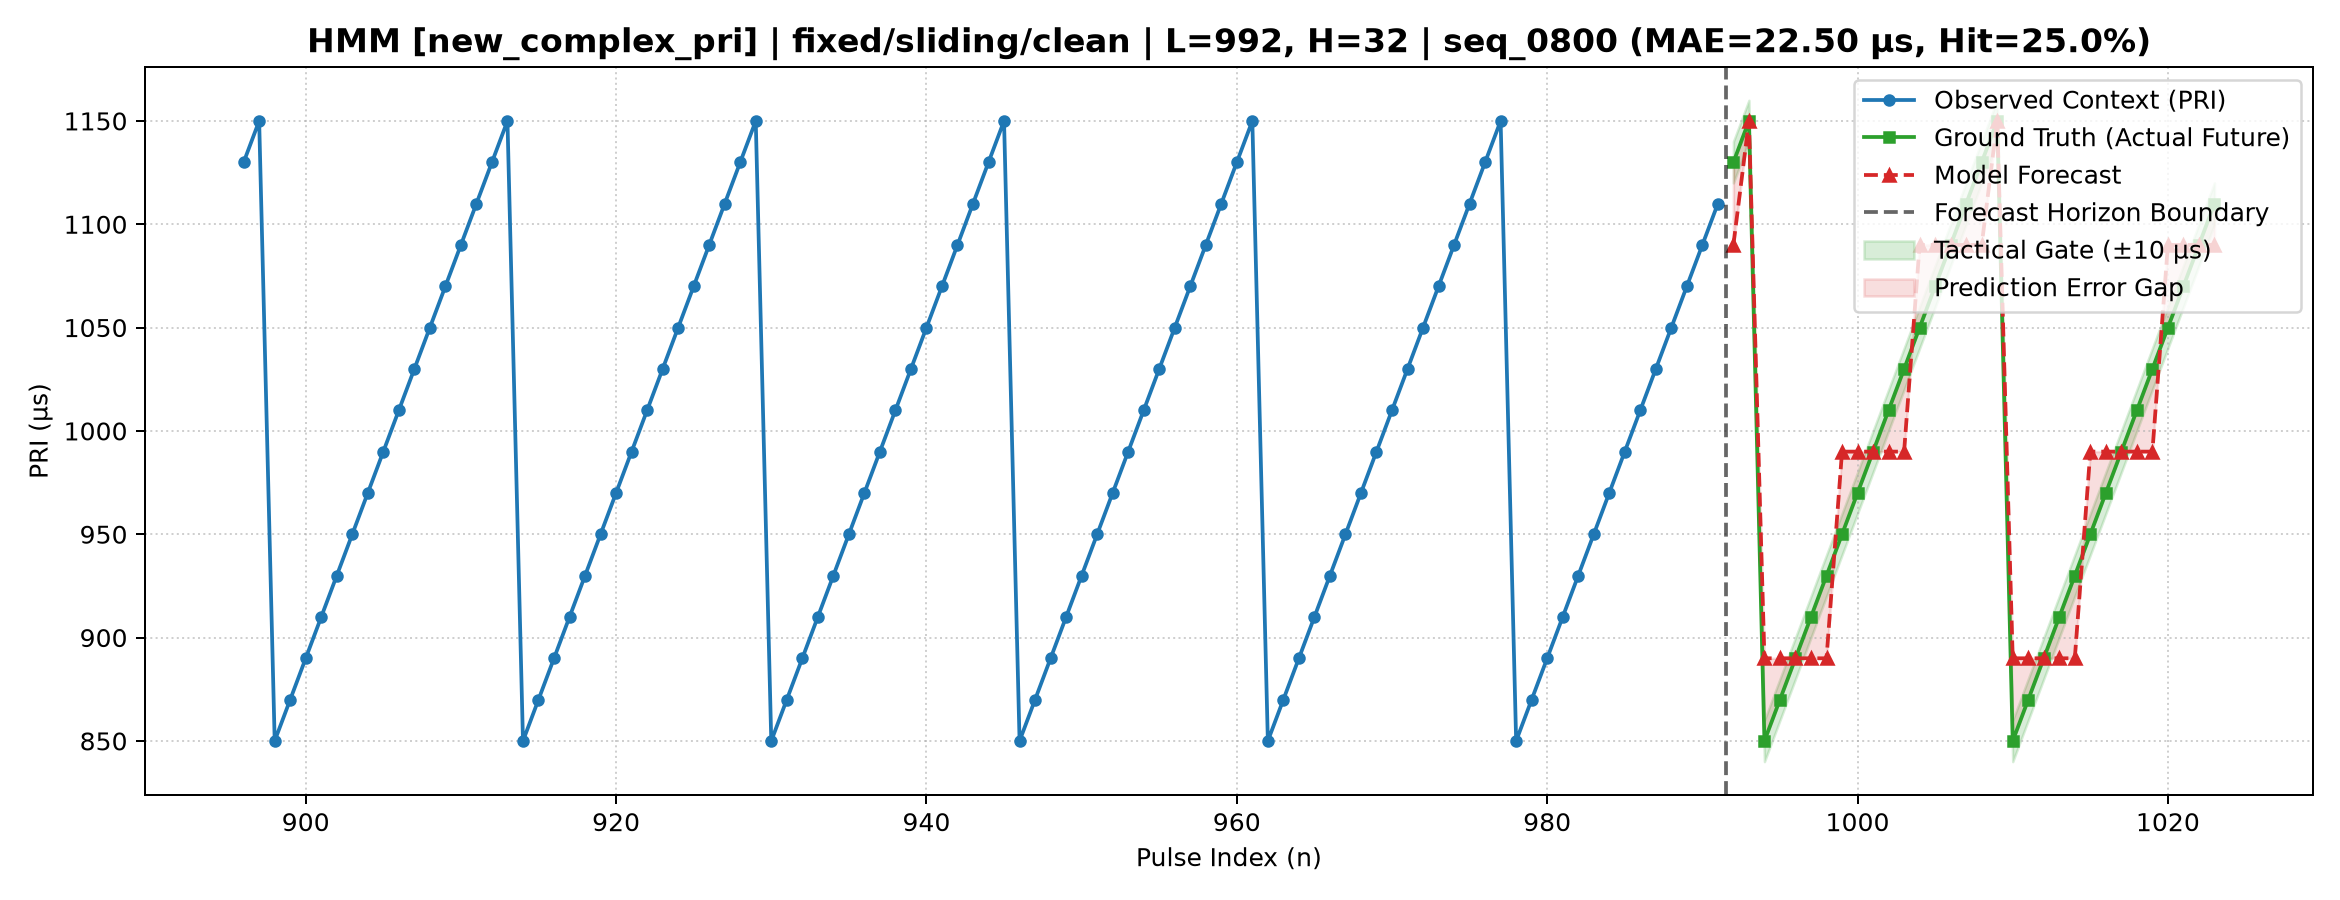 HMM [new_complex_pri] | fixed/sliding/clean | L=992, H=32 | seq_0800 (MAE=22.50 μs, Hit=25.0%)
1150
1100
1050
1000
950
900
850
PRI (μs)
Observed Context (PRI)
Ground Truth (Actual Future)
Model Forecast
Forecast Horizon Boundary
Tactical Gate (±10 μs)
Prediction Error Gap
900
920
940
960
980
1000
1020
Pulse Index (n)